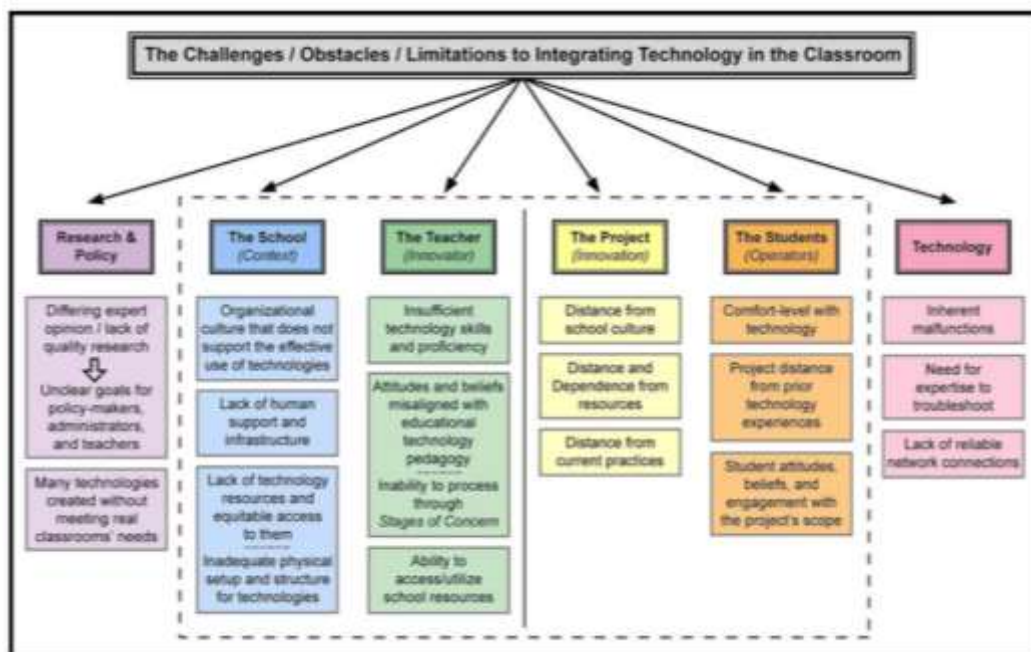 The Challenges / Obstacles / Limitations to Integrating Technology in the Classroom
Research &
Policy
Differing expert
opinion / lack of
quality research
Unclear goals for
policy-makers,
administrators,
and teachers
Many technologies
created without
meeting real
classrooms' needs
The School
(Context)
Organizational
culture that does not
support the effective
use of technologies
Lack of human
support and
infrastructure
Lack of technology
resources and
equitable access
to them
Inadequate physical
setup and structure
for technologies
The Teacher
(Innovator)
Insufficient
technology skills
and proficiency
Attitudes and beliefs
misaligned with
educational
technology
pedagogy
Inability to process
through
Stages of Concern
Ability to
access/utilize
school resources
The Project
(Innovation)
Distance from
school culture
Distance and
Dependence from
resources
Distance from
current practices
The Students
(Operators)
Comfort-level with
technology
Project distance
from prior
technology
experiences
Student attitudes,
beliefs, and
engagement with
the project's scope
Technology
Inherent
malfunctions
Need for
expertise to
troubleshoot
Lack of reliable
network connections